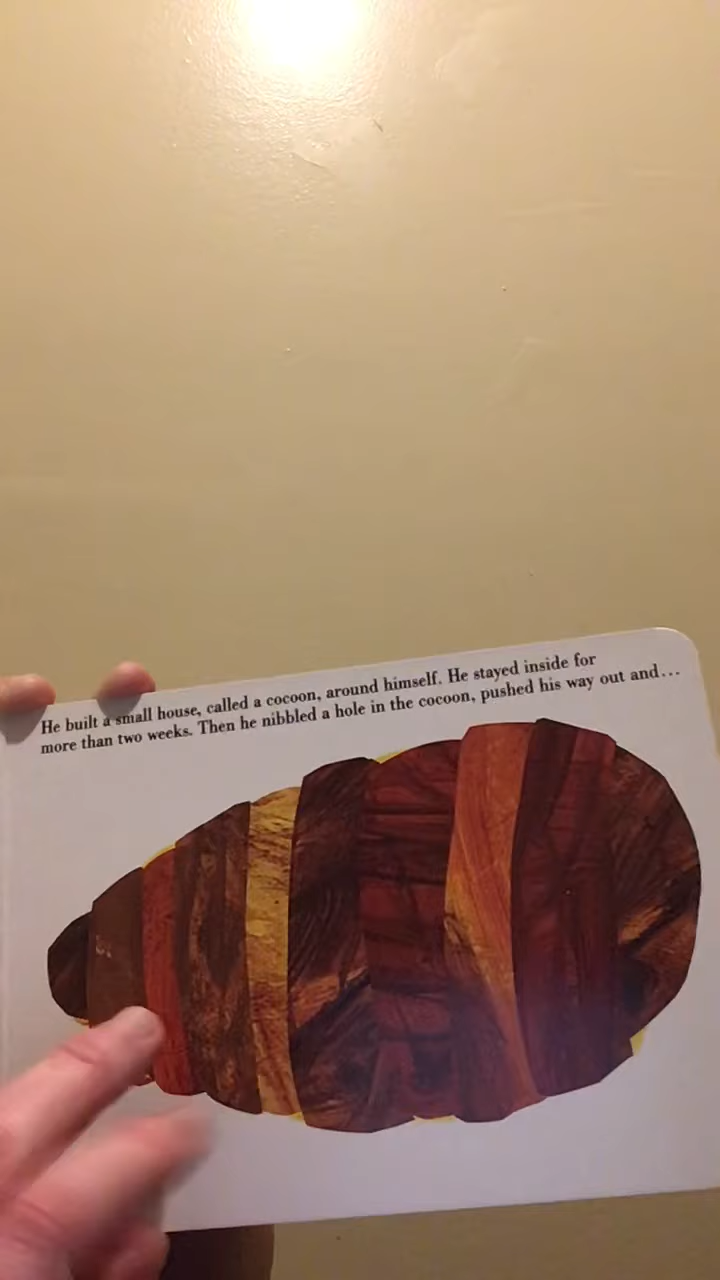 He built a small house, called a cocoon, around himself. He stayed inside for
more than two weeks. Then he nibbled a hole in the cocoon, pushed his way out and...